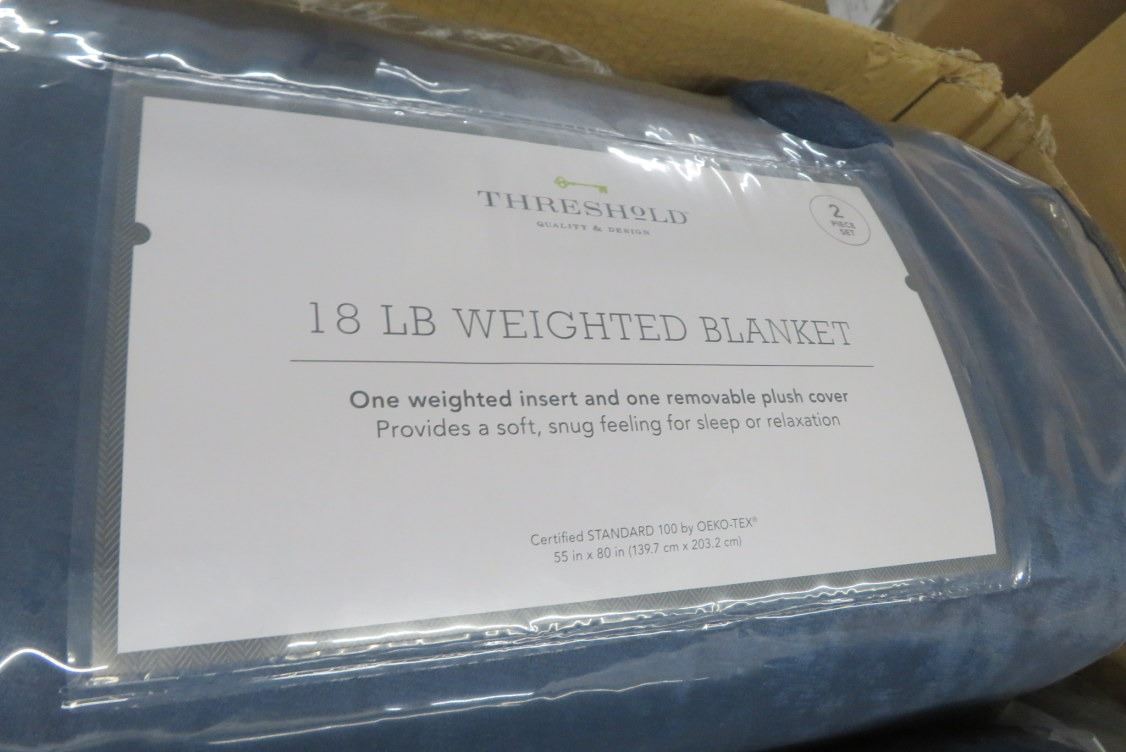 THRESHOLD
QUALITY & DESIGN
2
PIECE
SET
18 LB WEIGHTED BLANKET
One weighted insert and one removable plush cover
Provides a soft, snug feeling for sleep or relaxation
Certified STANDARD 100 by OEKO-TEX®
55 in x 80 in (139.7 cm x 203.2 cm)